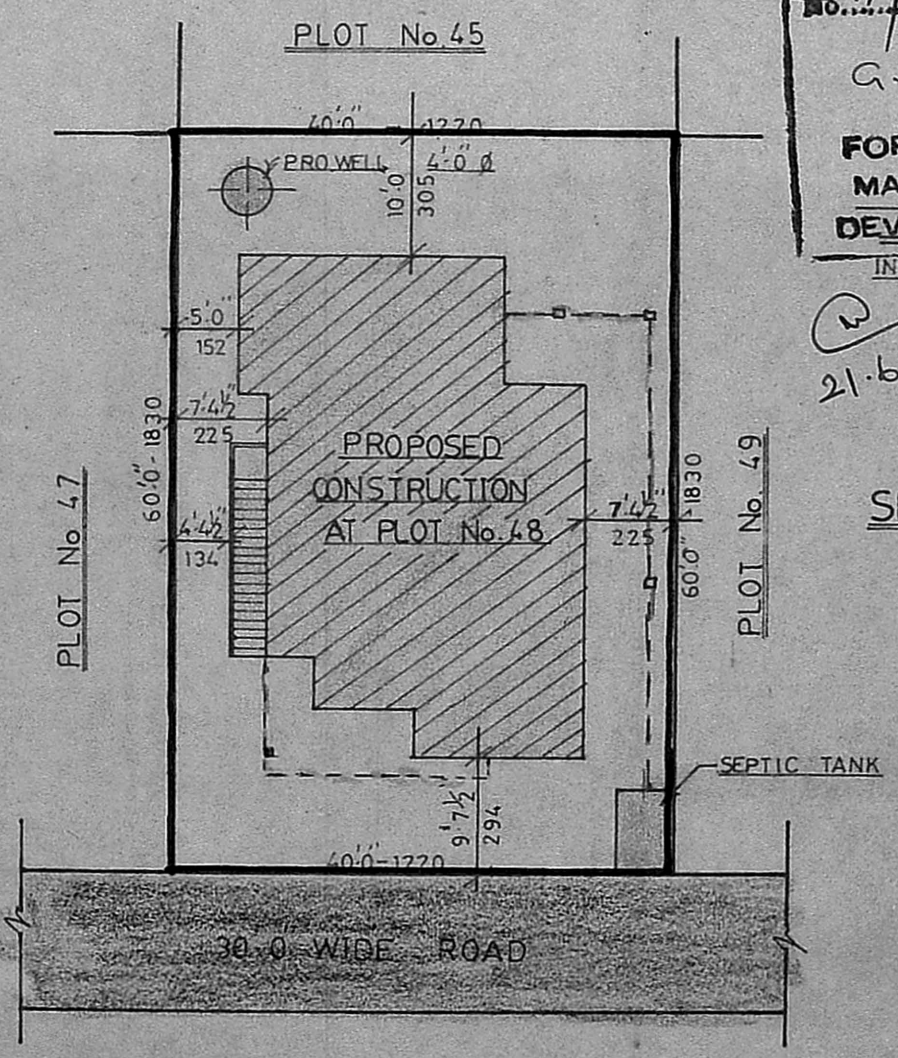 PLOT No. 45
40'-0" - 1220
PRO.WELL 4'-0 Ø
10'-0
305
5'-0"
152
7'-4½"
225
4'-4½"
134
60'-0" - 1830
PLOT No 47
PROPOSED
CONSTRUCTION
AT PLOT No. 48
7'-4½"
225
60'-0" - 1830
PLOT No. 49
SEPTIC TANK
9'-7½"
294
40'-0" - 1220
30-0 WIDE ROAD
No.....
G.
FOR
MA
DEV
IN
21.6